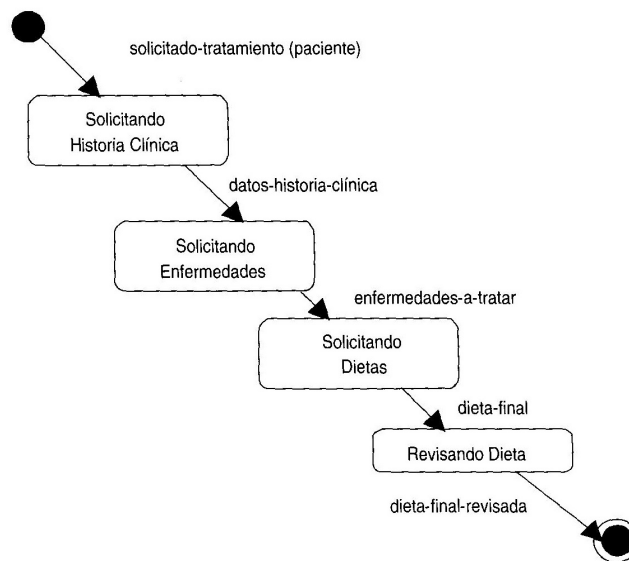 solicitado-tratamiento (paciente)
Solicitando
Historia Clínica
datos-historia-clínica
Solicitando
Enfermedades
enfermedades-a-tratar
Solicitando
Dietas
dieta-final
Revisando Dieta
dieta-final-revisada